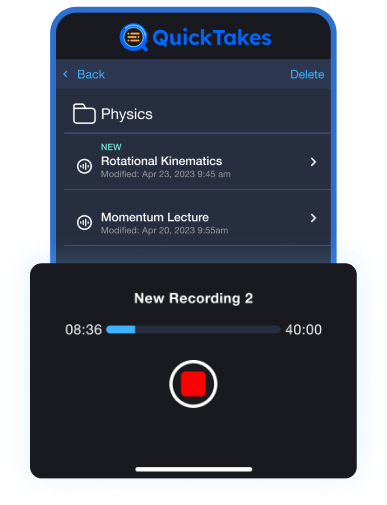 QuickTakes
Back Delete
Physics
NEW
Rotational Kinematics
Modified: Apr 23, 2023 9:45 am
Momentum Lecture
Modified: Apr 20, 2023 9:55am
New Recording 2
08:36 40:00